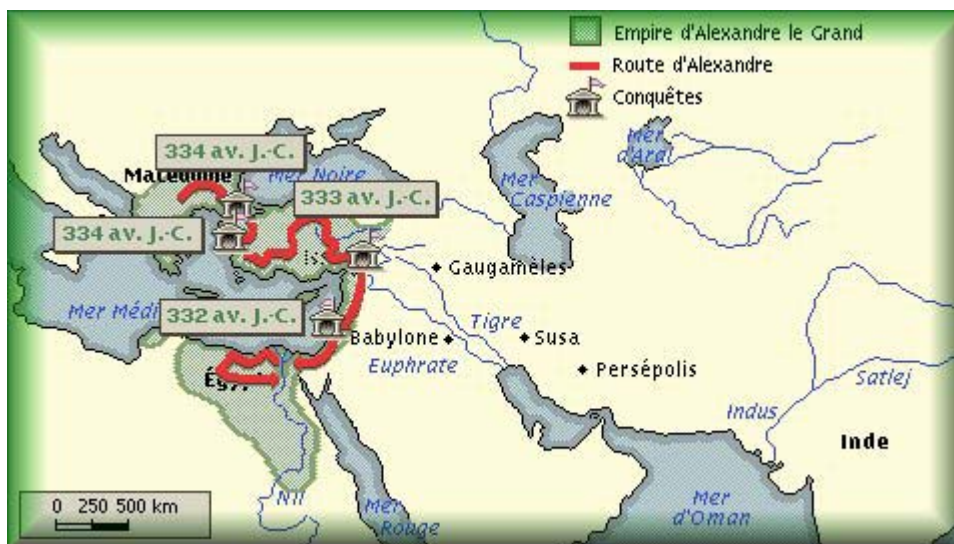 Empire d'Alexandre le Grand
Route d'Alexandre
Conquêtes
334 av. J.-C.
Mer Noire
333 av. J.-C.
Mer
Caspienne
Mer
d'Aral
334 av. J.-C.
Gaugamèles
Mer
332 av. J.-C.
Babylone
Tigre
Susa
Euphrate
Persépolis
Satlej
Indus
Inde
Nil
0 250 500 km
Mer
Rouge
Mer
d'Oman